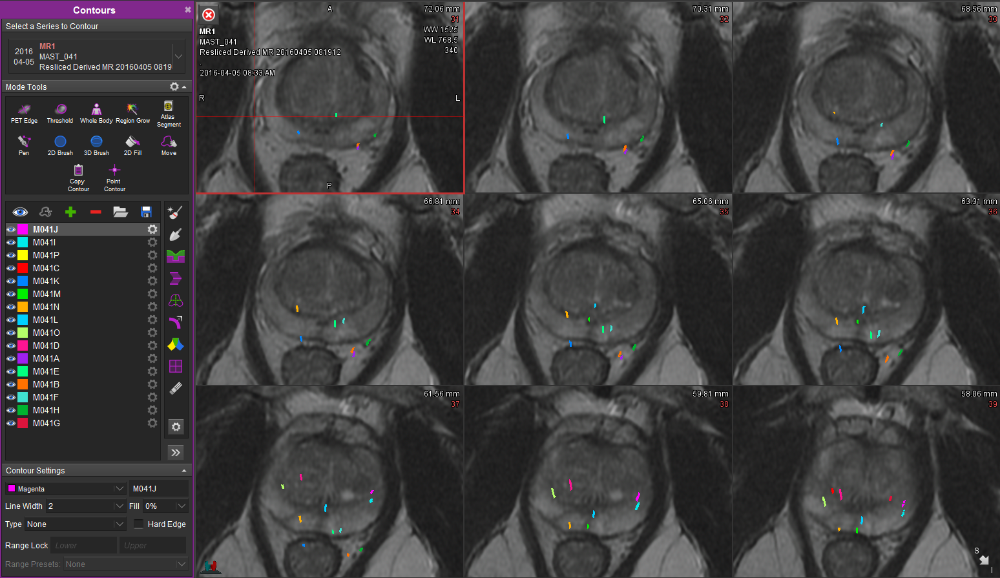 Contours
Select a Series to Contour
2016
04-05
MR1
MAST_041
Resliced Derived MR 20160405 0819
Mode Tools
PET Edge
Threshold
Whole Body
Region Grow
Atlas
Segment
Pen
2D Brush
3D Brush
2D Fill
Move
Copy
Contour
Point
Contour
M041J
M041I
M041P
M041C
M041K
M041M
M041N
M041L
M041O
M041D
M041A
M041E
M041B
M041F
M041H
M041G
Contour Settings
Magenta
M041J
Line Width 2
Fill 0%
Type None
Hard Edge
Range Lock Lower Upper
Range Presets: None
MR1
MAST_041
Resliced Derived MR 20160405 081912
.
2016-04-05 08:33 AM
A
R
L
P
72.06 mm
31
WW 1525
WL 768.5
340
70.31 mm
32
68.56 mm
33
66.81 mm
34
65.06 mm
35
63.31 mm
36
61.56 mm
37
59.81 mm
38
58.06 mm
39
S
I